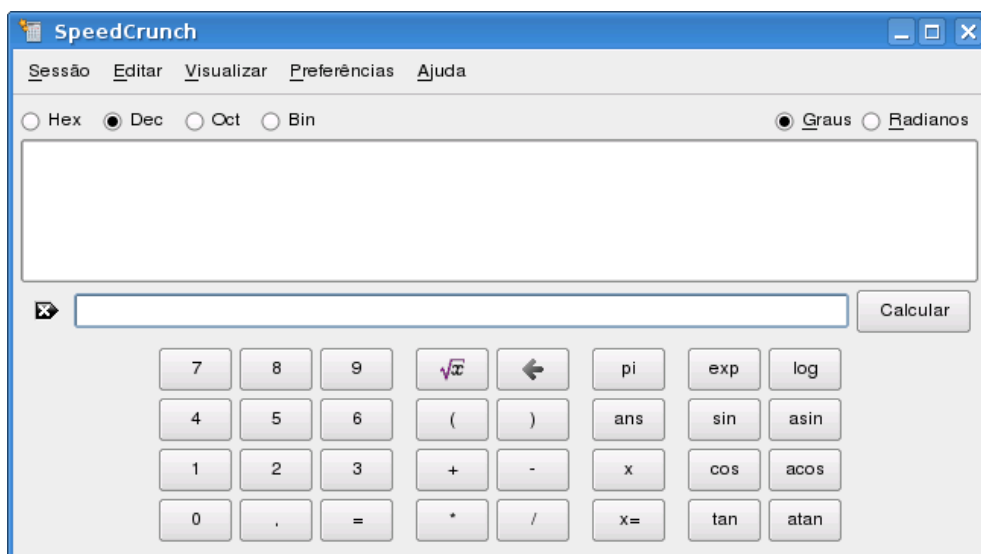 SpeedCrunch
Sessão Editar Visualizar Preferências Ajuda
Hex Dec Oct Bin Graus Radianos
Calcular
7 8 9 √x pi exp log
4 5 6 ( ) ans sin asin
1 2 3 + - x cos acos
0 , = * / x= tan atan